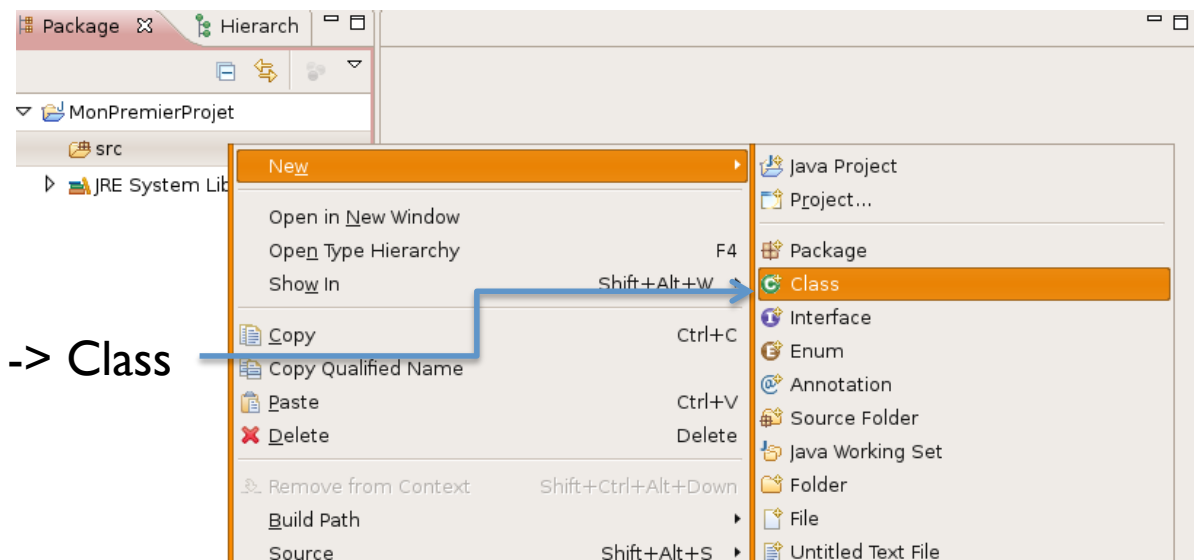 Package Hierarch
MonPremierProjet
src
JRE System Lib
New
Open in New Window
Open Type Hierarchy F4
Show In Shift+Alt+W
Copy Ctrl+C
Copy Qualified Name
Paste Ctrl+V
Delete Delete
Remove from Context Shift+Ctrl+Alt+Down
Build Path
Source Shift+Alt+S
Java Project
Project...
Package
Class
Interface
Enum
Annotation
Source Folder
Java Working Set
Folder
File
Untitled Text File
-> Class